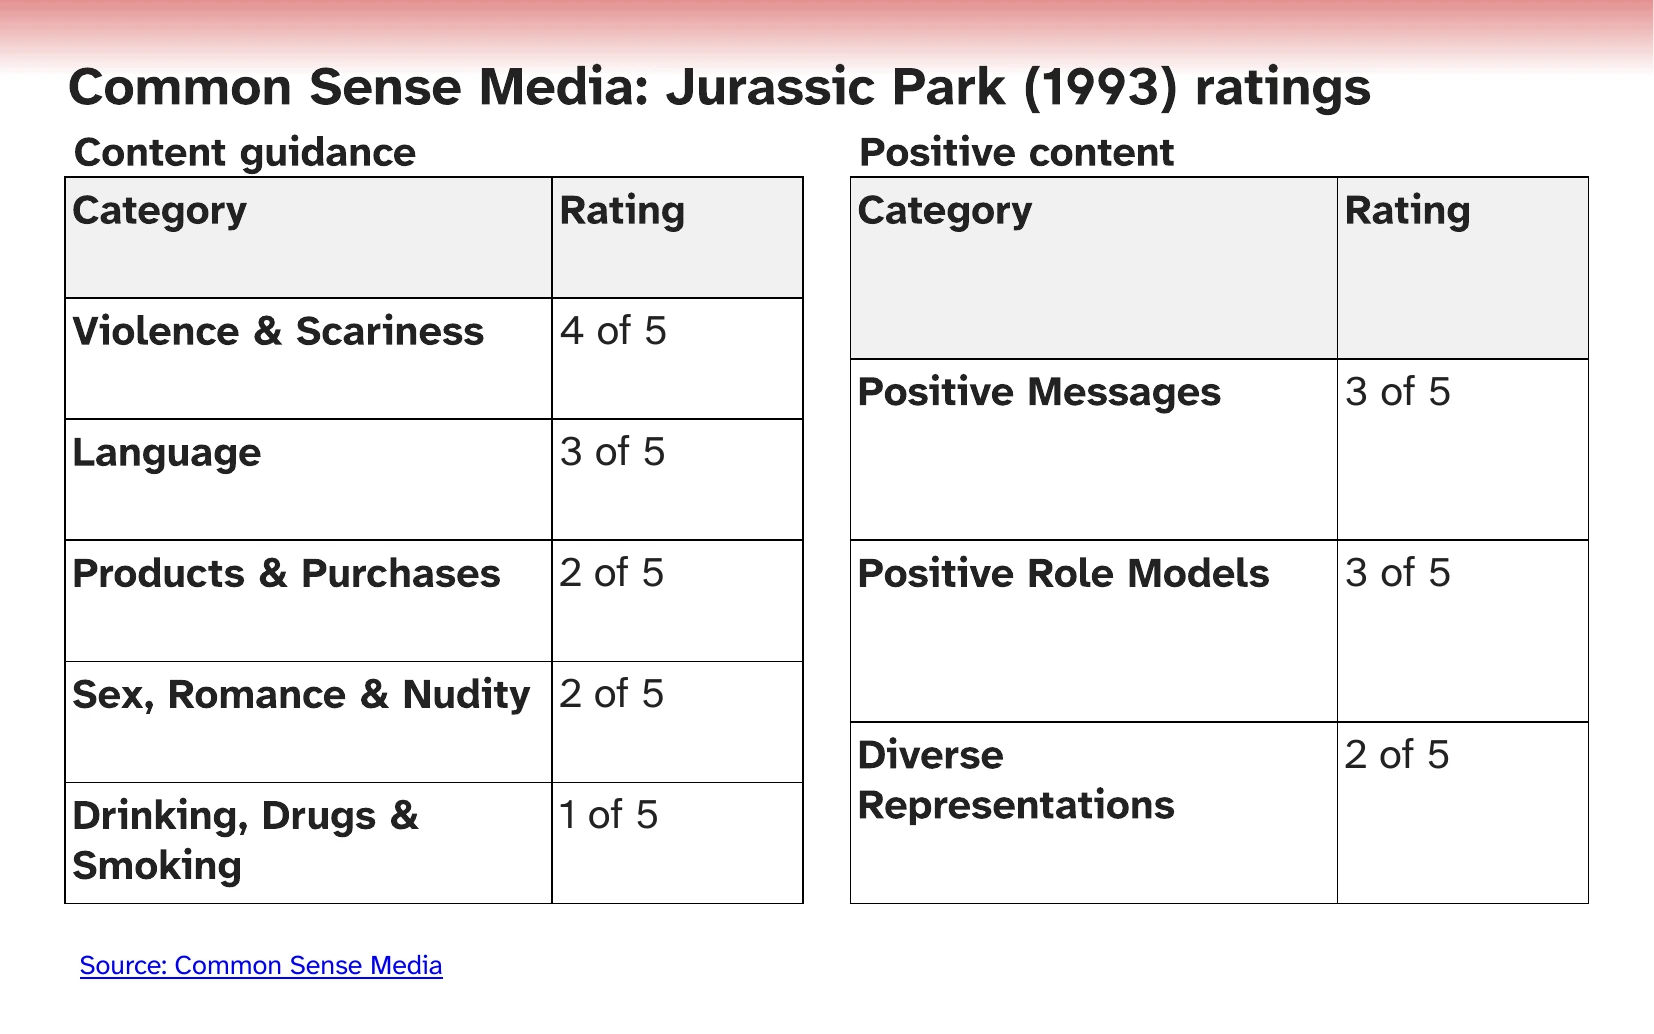 Common Sense Media: Jurassic Park (1993) ratings
Content guidance
Category Rating
Violence & Scariness 4 of 5
Language 3 of 5
Products & Purchases 2 of 5
Sex, Romance & Nudity 2 of 5
Drinking, Drugs & 1 of 5
Smoking
Positive content
Category Rating
Positive Messages 3 of 5
Positive Role Models 3 of 5
Diverse 2 of 5
Representations
Source: Common Sense Media